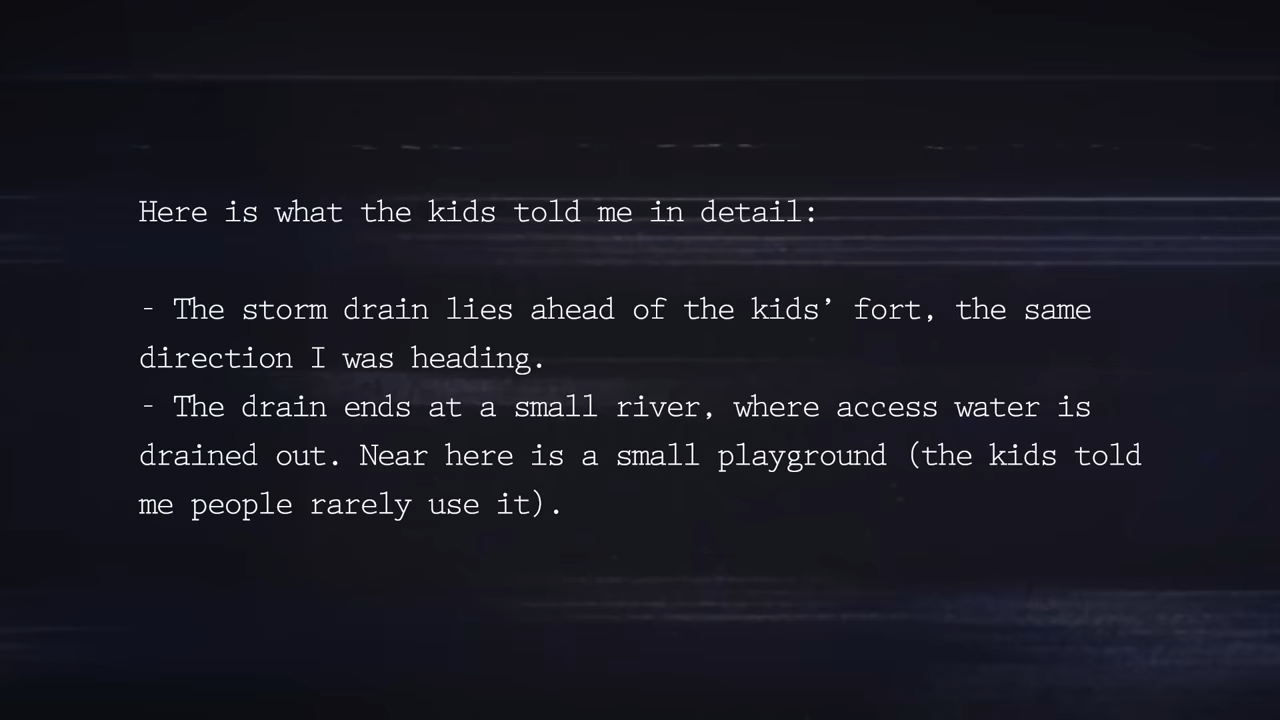 Here is what the kids told me in detail:
- The storm drain lies ahead of the kids’ fort, the same
direction I was heading.
- The drain ends at a small river, where access water is
drained out. Near here is a small playground (the kids told
me people rarely use it).